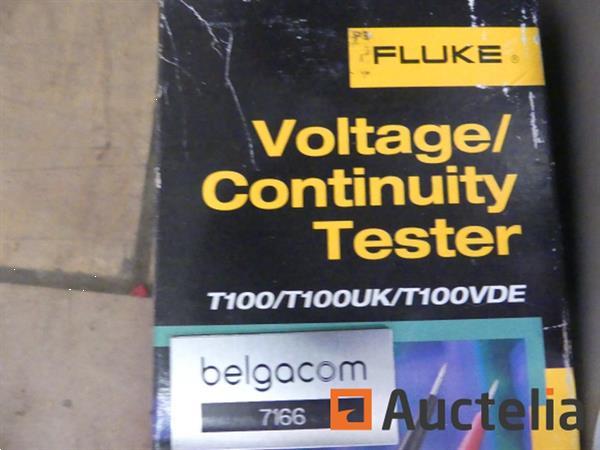 FLUKE®
Voltage/
Continuity
Tester
T100/T100UK/T100VDE
belgacom
7166
Auctelia